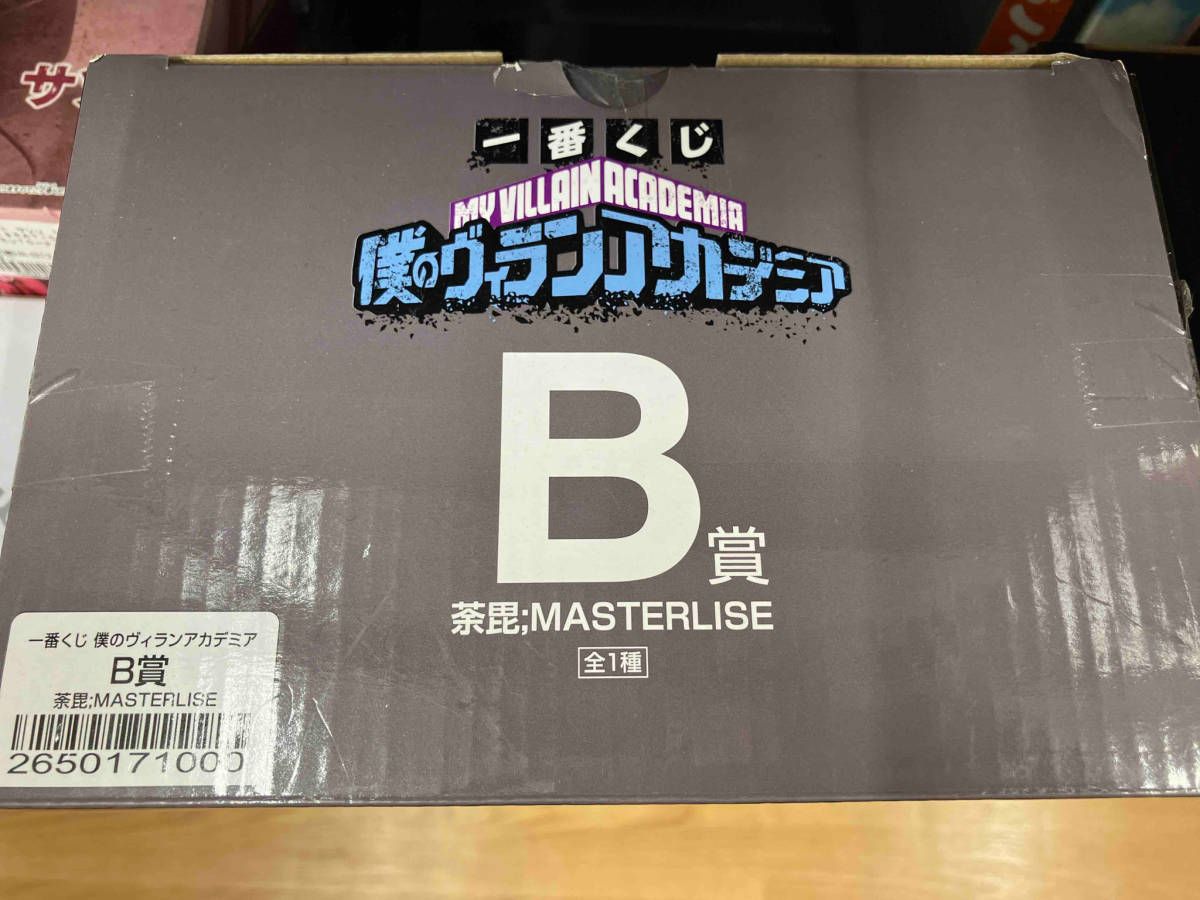 サ
一番くじ
MY VILLAIN ACADEMIA
僕のヴィランアカデミア
B賞
荼毘;MASTERLISE
全1種
一番くじ 僕のヴィランアカデミア
B賞
荼毘;MASTERLISE
2650171000